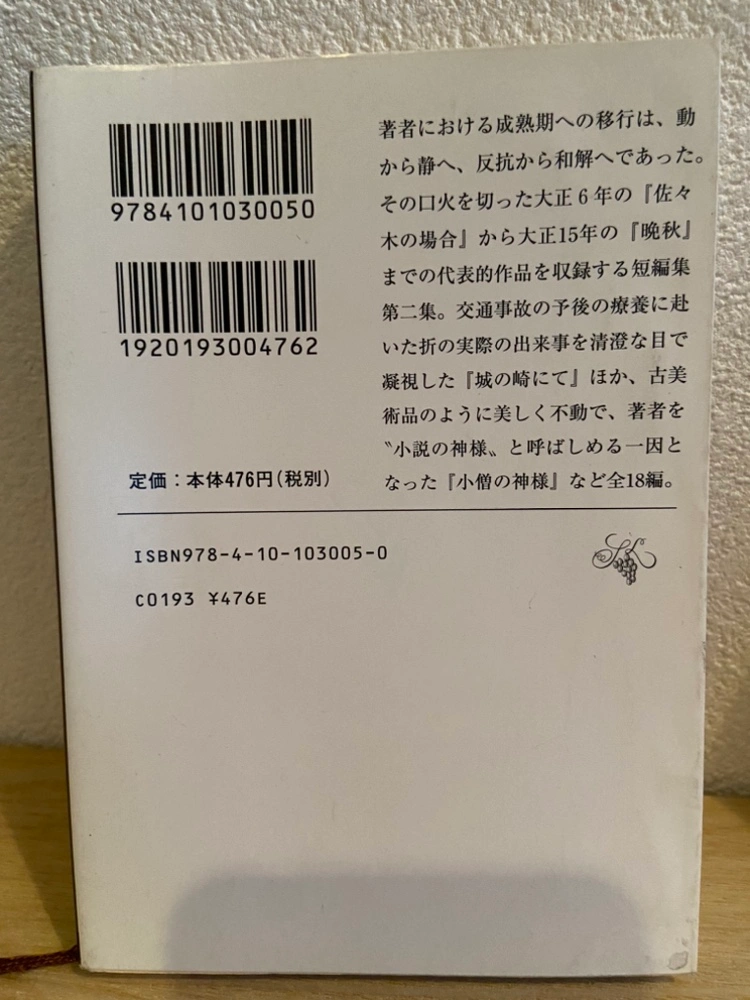 9784101030050
1920193004762
定価：本体476円（税別）
著者における成熟期への移行は、動
から静へ、反抗から和解へであった。
その口火を切った大正6年の『佐々
木の場合』から大正15年の『晩秋』
までの代表的作品を収録する短編集
第二集。交通事故の予後の療養に赴
いた折の実際の出来事を清澄な目で
凝視した『城の崎にて』ほか、古美
術品のように美しく不動で、著者を
〝小説の神様〟と呼ばしめる一因と
なった『小僧の神様』など全18編。
ISBN978-4-10-103005-0
C0193 ¥476E
SK